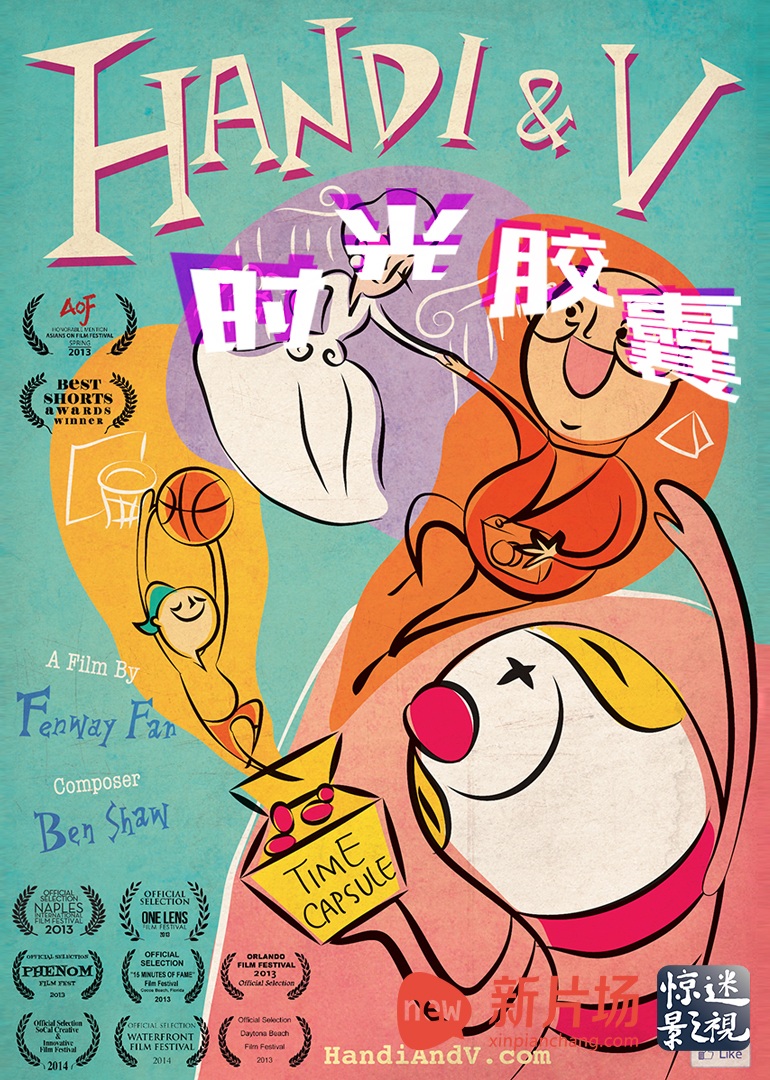 HANDI & V
时光胶囊
AOF
HONORABLE MENTION
ASIANS ON FILM FESTIVAL
SPRING
2013
BEST
SHORTS
awards
WINNER
A Film By
Fenway Fan
Composer
Ben Shaw
TIME
CAPSULE
OFFICIAL
SELECTION
NAPLES
INTERNATIONAL
FILM FESTIVAL
2013
OFFICIAL
SELECTION
ONE LENS
FILM FESTIVAL
2013
OFFICIAL SELECTION
PHENOM
FILM FEST
2013
OFFICIAL
SELECTION
"15 MINUTES OF FAME"
Film Festival
Cocoa Beach, Florida
2013
ORLANDO
FILM FESTIVAL
2013
Official Selection
Official Selection
SoCal Creative
&
Innovative
Film Festival
2014
OFFICIAL SELECTION
WATERFRONT
FILM FESTIVAL
2014
Official Selection
Daytona Beach
Film Festival
2013
new 新片场
xinpianchang.com
HandiAndV.com
惊迷
影視
Like